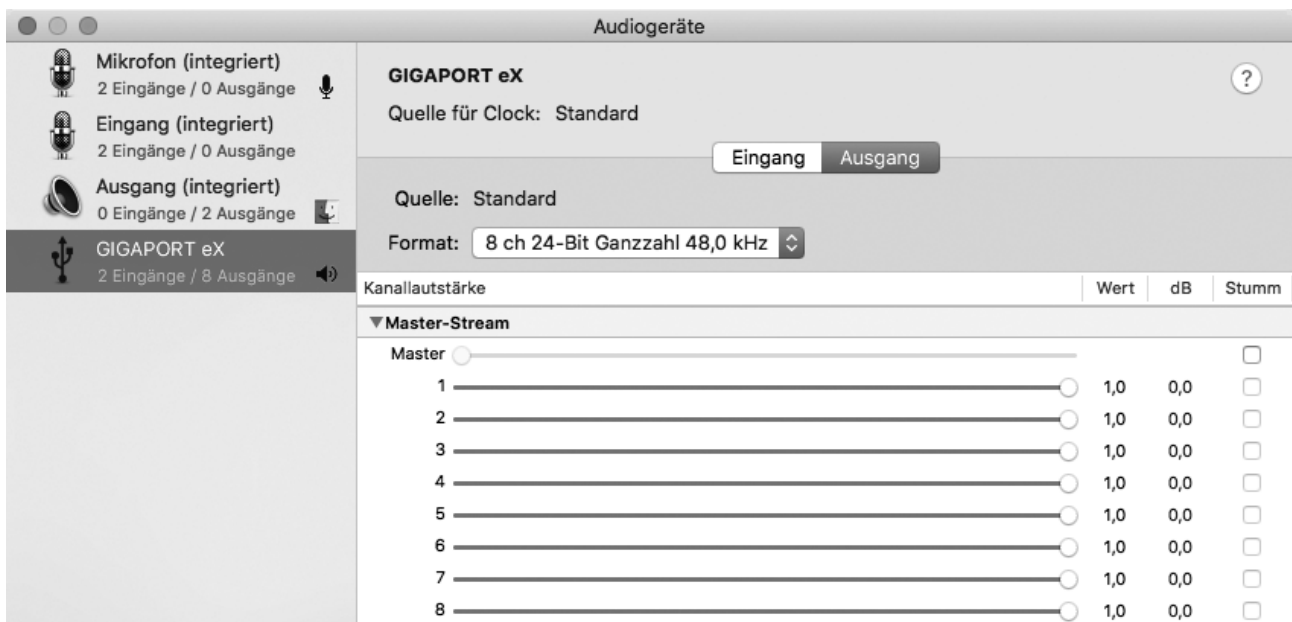 Audiogeräte
Mikrofon (integriert)
2 Eingänge / 0 Ausgänge
Eingang (integriert)
2 Eingänge / 0 Ausgänge
Ausgang (integriert)
0 Eingänge / 2 Ausgänge
GIGAPORT eX
2 Eingänge / 8 Ausgänge
GIGAPORT eX
?
Quelle für Clock: Standard
Eingang Ausgang
Quelle: Standard
Format: 8 ch 24-Bit Ganzzahl 48,0 kHz
Kanallautstärke Wert dB Stumm
Master-Stream
Master
1 1,0 0,0
2 1,0 0,0
3 1,0 0,0
4 1,0 0,0
5 1,0 0,0
6 1,0 0,0
7 1,0 0,0
8 1,0 0,0